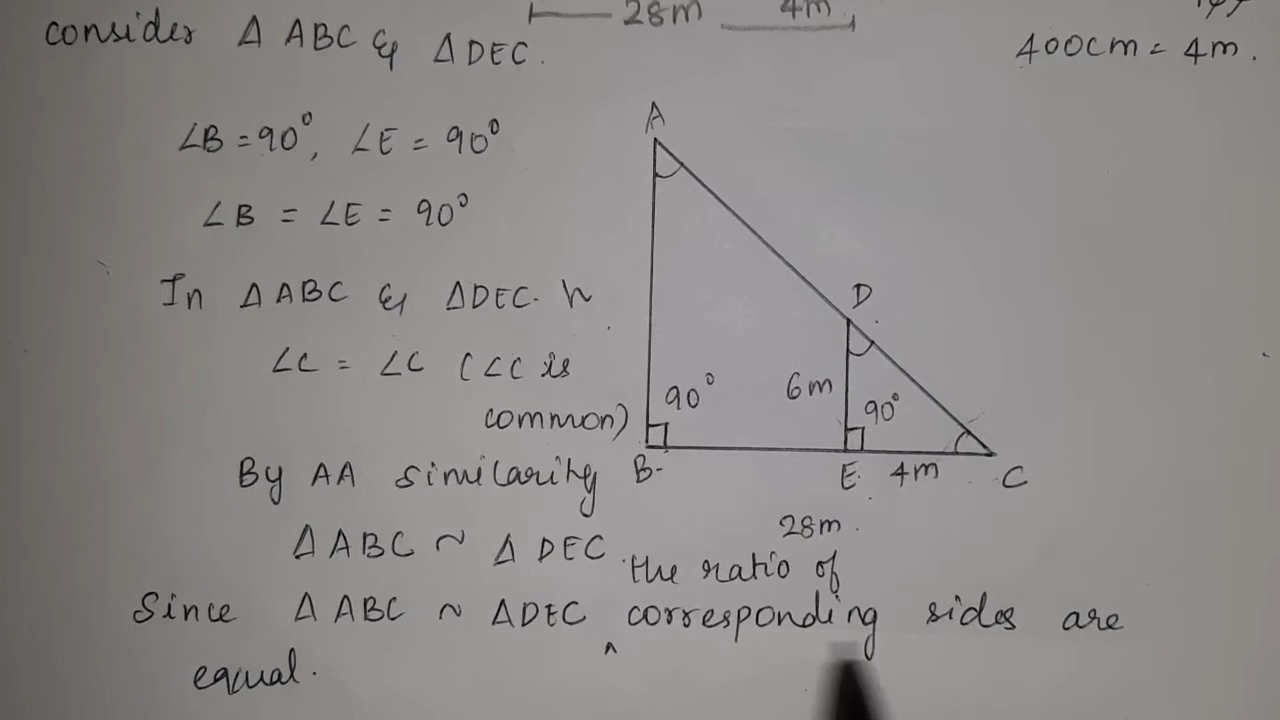 28m 4m
consider Δ ABC & Δ DEC.
400cm = 4m.
∠B = 90°, ∠E = 90°
∠B = ∠E = 90°
In Δ ABC & Δ DEC.
∠C = ∠C (∠C is
common)
By AA similarity
Δ ABC ~ Δ DEC.
A
D
90°
6m
90°
B
E
4m
C
28m
the ratio of
Since Δ ABC ~ Δ DEC ^ corresponding sides are
equal.